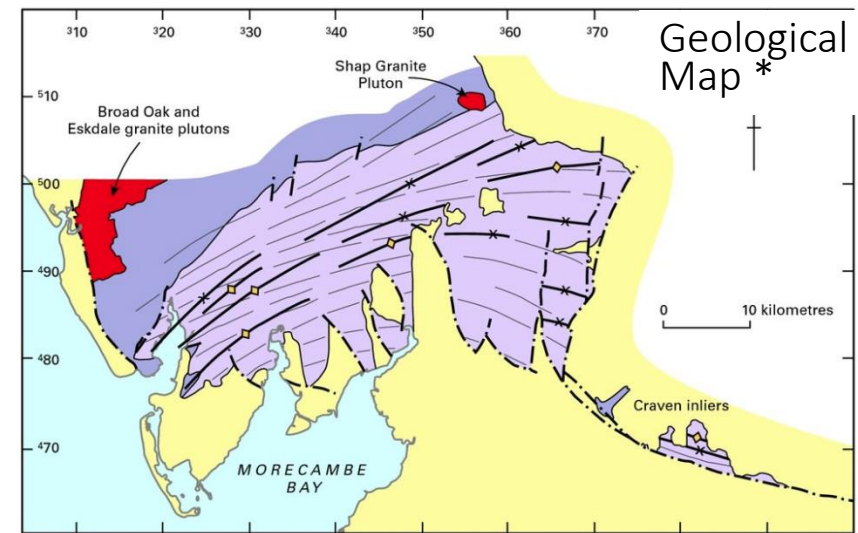 310
320
330
340
350
360
370
Geological
Map *
510
500
490
480
470
Shap Granite
Pluton
Broad Oak and
Eskdale granite plutons
0
10 kilometres
Craven inliers
MORECAMBE
BAY